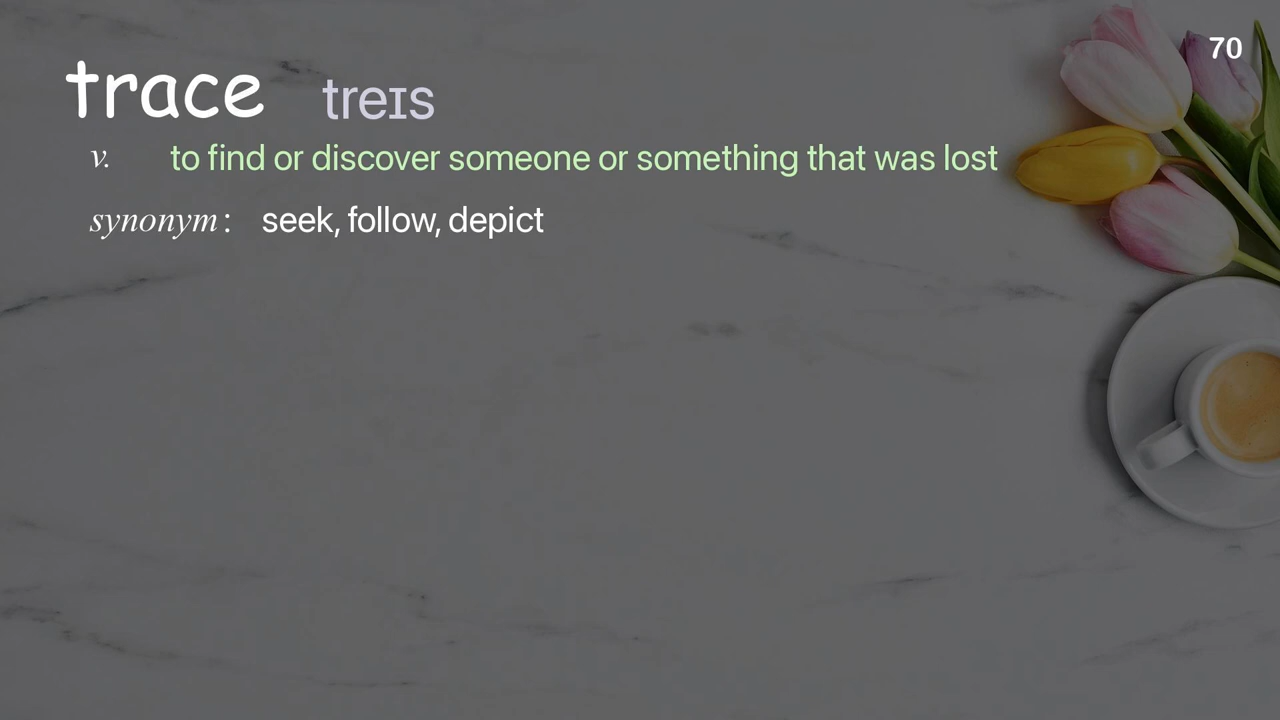 70
trace treɪs
v. to find or discover someone or something that was lost
synonym : seek, follow, depict